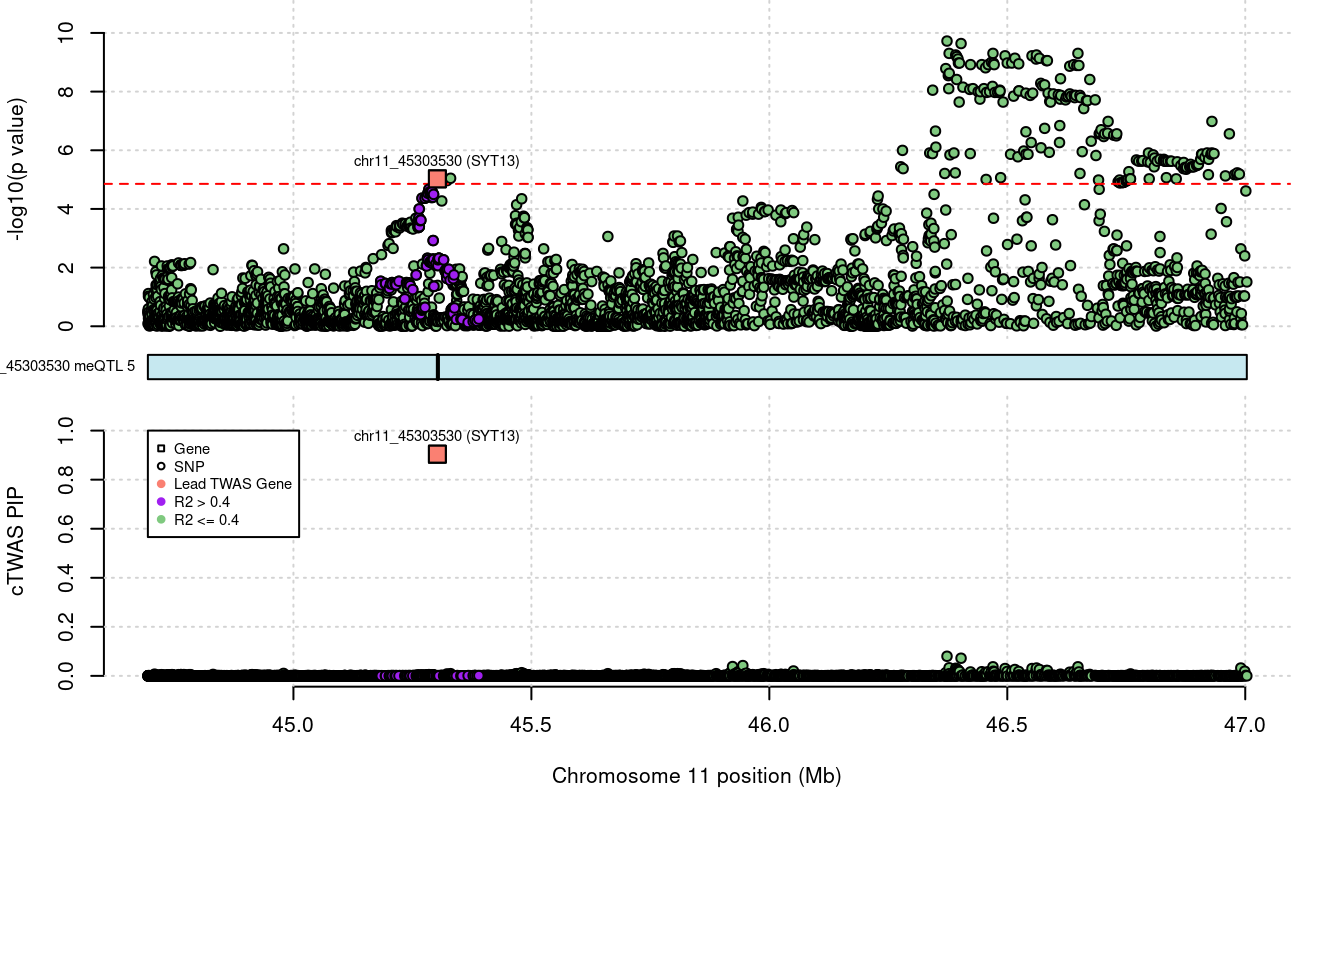 10
8
6
4
2
0
-log10(p value)
chr11_45303530 (SYT13)
_45303530 meQTL 5
1.0
0.8
0.6
0.4
0.2
0.0
cTWAS PIP
chr11_45303530 (SYT13)
Gene
SNP
Lead TWAS Gene
R2 > 0.4
R2 <= 0.4
45.0 45.5 46.0 46.5 47.0
Chromosome 11 position (Mb)